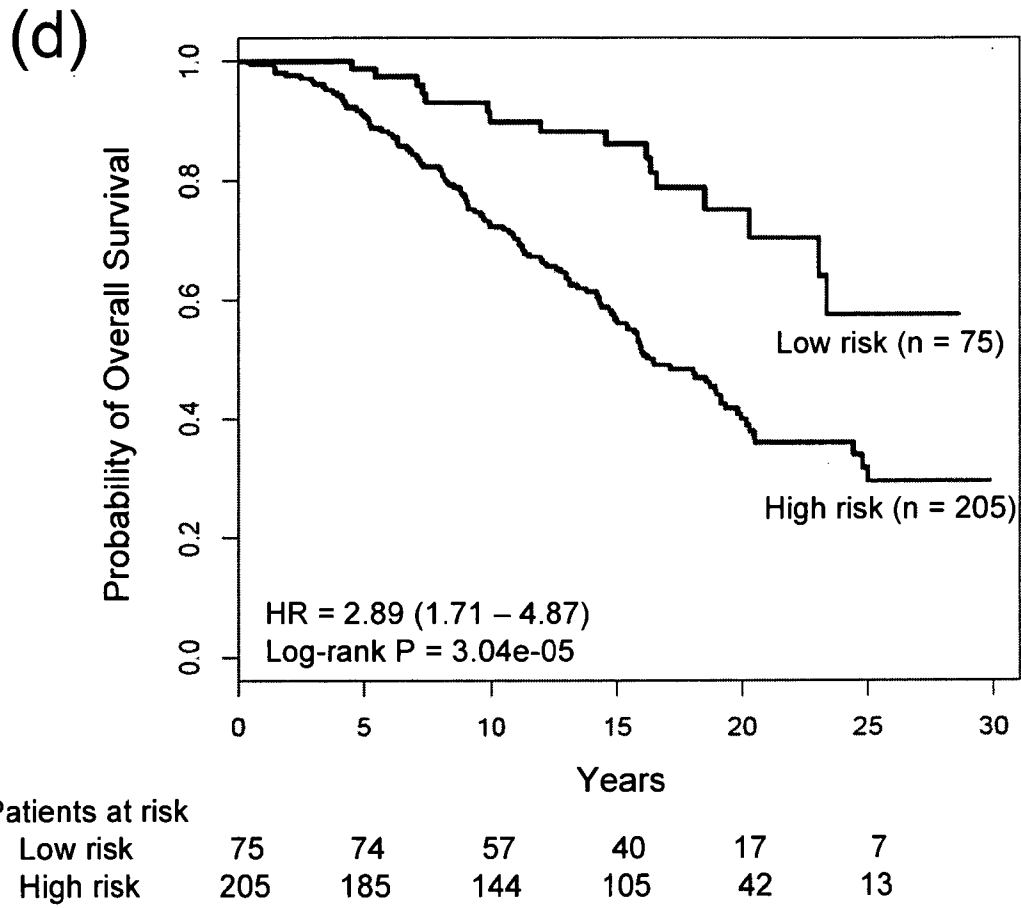 (d)
Probability of Overall Survival
1.0
0.8
0.6
0.4
0.2
0.0
Low risk (n = 75)
High risk (n = 205)
HR = 2.89 (1.71 – 4.87)
Log-rank P = 3.04e-05
0 5 10 15 20 25 30
Years
Patients at risk
Low risk 75 74 57 40 17 7
High risk 205 185 144 105 42 13